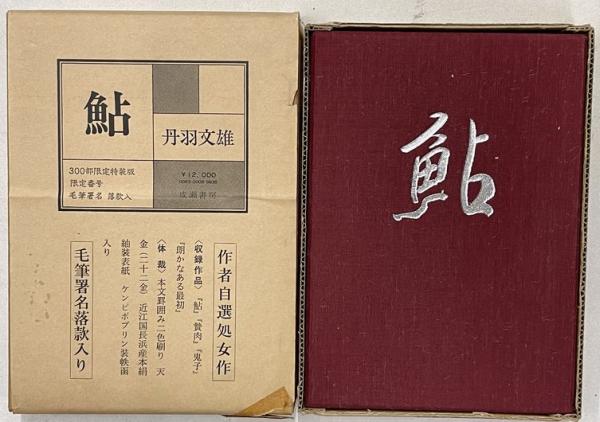 鮎
丹羽文雄
300部限定特装版
限定番号
毛筆署名 落款入
￥12,000
成瀬書房
作者自選処女作
〈収録作品〉「鮎」「贅肉」「鬼子」
「朗かなある最初」
〈体 裁〉本文罫囲み二色刷り 天
金(二十二金) 近江国長浜産本絹
紬装表紙 ケンピポプリン装帙函
入り
毛筆署名落款入り
鮎